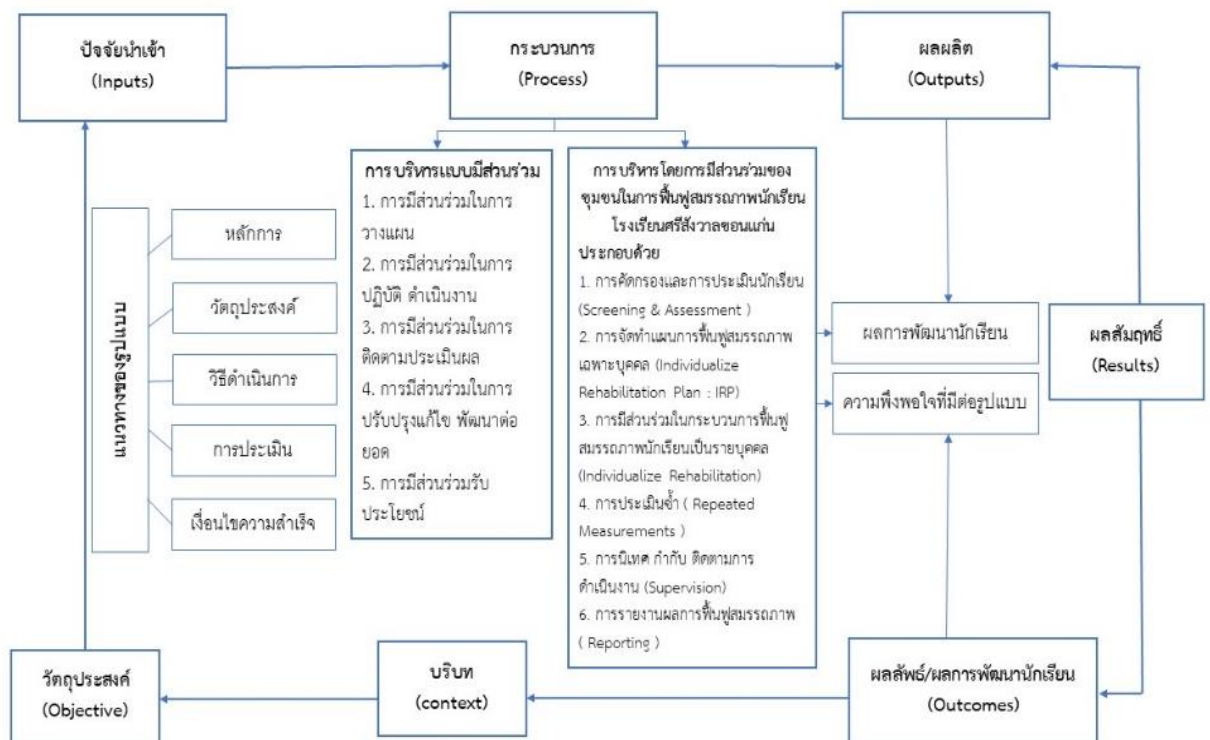 ปัจจัยนำเข้า
(Inputs)
กระบวนการ
(Process)
ผลผลิต
(Outputs)
แนวทางของรูปแบบ
หลักการ
วัตถุประสงค์
วิธีดำเนินการ
การประเมิน
เงื่อนไขความสำเร็จ
การบริหารแบบมีส่วนร่วม
1. การมีส่วนร่วมในการ
วางแผน
2. การมีส่วนร่วมในการ
ปฏิบัติ ดำเนินงาน
3. การมีส่วนร่วมในการ
ติดตามประเมินผล
4. การมีส่วนร่วมในการ
ปรับปรุงแก้ไข พัฒนาต่อ
ยอด
5. การมีส่วนร่วมรับ
ประโยชน์
การบริหารโดยการมีส่วนร่วมของ
ชุมชนในการฟื้นฟูสมรรถภาพนักเรียน
โรงเรียนศรีสังวาลขอนแก่น
ประกอบด้วย
1. การคัดกรองและการประเมินนักเรียน
(Screening & Assessment )
2. การจัดทำแผนการฟื้นฟูสมรรถภาพ
เฉพาะบุคคล (Individualize
Rehabilitation Plan : IRP)
3. การมีส่วนร่วมในกระบวนการฟื้นฟู
สมรรถภาพนักเรียนเป็นรายบุคคล
(Individualize Rehabilitation)
4. การประเมินซ้ำ ( Repeated
Measurements )
5. การนิเทศ กำกับ ติดตามการ
ดำเนินงาน (Supervision)
6. การรายงานผลการฟื้นฟูสมรรถภาพ
( Reporting )
ผลการพัฒนานักเรียน
ความพึงพอใจที่มีต่อรูปแบบ
ผลสัมฤทธิ์
(Results)
วัตถุประสงค์
(Objective)
บริบท
(context)
ผลลัพธ์/ผลการพัฒนานักเรียน
(Outcomes)